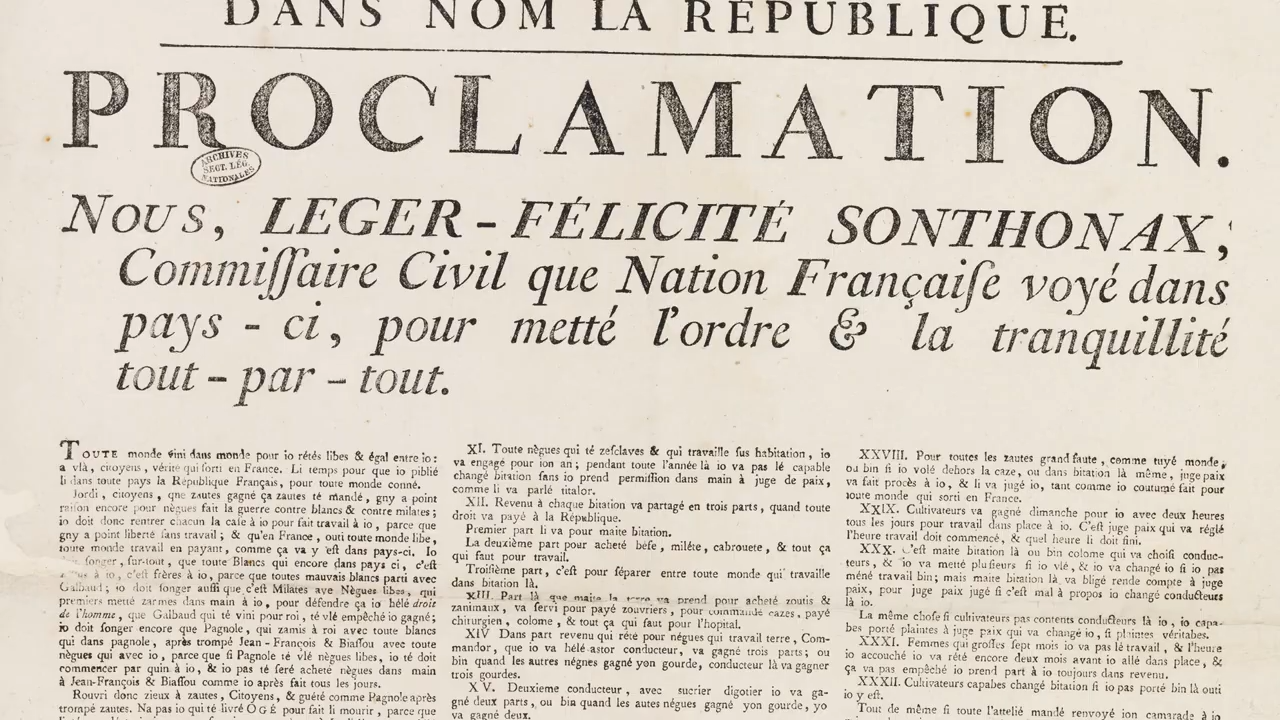 DANS NOM LA RÉPUBLIQUE.
PROCLAMATION.
ARCHIVES
SECT. LÉG.
NATIONALES
Nous, LEGER-FÉLICITÉ SONTHONAX,
Commiſſaire Civil que Nation Françaiſe voyé dans
pays - ci, pour metté l'ordre & la tranquillité
tout - par - tout.
TOUTE monde vini dans monde pour io rétés libes & égal entre io:
a vlà, citoyens, vérité qui ſorti en France. Li temps pour que io piblié
li dans toute pays la République Français, pour toute monde conné.
Jordi, citoyens, que zautes gagné ça zautes té mandé, gny a point
raiſon encore pour nègues fait la guerre contre blancs & contre milates;
io doit donc rentrer chacun la caſe à io pour fait travail à io, parce que
gny a point liberté ſans travail; & qu'en France, outi toute monde libe,
toute monde travail en payant, comme ça va y'eſt dans pays-ci. Io
ſonger, ſur-tout, que toute Blancs qui encore dans pays ci, c'eſt
à io, c'eſt frères à io, parce que toutes mauvais blancs parti avec
Galbaud; io doit ſonger auſſi que c'eſt Milates ave Nègues libes, qui
premiers metté zarmes dans main à io, pour défendre ça io hélé droit
de l'homme, que Galbaud qui té vini pour roi, té vlé empêché io gagné;
io doit ſonger encore que Pagnole, qui zamis à roi avec toute blancs
qui dans pagnole, après trompé Jean-François & Biaſſou avec toute
nègues qui avec io, parce que ſi Pagnole té vlé nègues libes, io té doit
commencer par quin à io, & io pas té ſeré acheté nègues dans main
à Jean-François & Biaſſou comme io après fait tous les jours.
Rouvri donc zieux à zautes, Citoyens, & guété comme Pagnole après
trompé zautes. Na pas io qui té livré OGÉ pour fait li mourir, parce que
XI. Toute nègues qui té zeſclaves & qui travaille ſus habitation, io
va engagé pour ion an; pendant toute l'année là io va pas lé capable
changé bitation ſans io prend permiſſion dans main à juge de paix,
comme li va parlé titalor.
XII. Revenu à chaque bitation va partagé en trois parts, quand toute
droit va payé à la République.
Premier part li va pour maite bitation.
La deuxième part pour acheté bêſe, miléte, cabrouete, & tout ça
qui faut pour travail.
Troiſième part, c'eſt pour ſéparer entre toute monde qui travaille
dans bitation là.
XIII. Part là que maite la terre va prend pour acheté zoutis &
zanimaux, va ſervi pour payé zouvriers, pour commandé cazes, payé
chirurgien, colome, & tout ça qui faut pour l'hopital.
XIV Dans part revenu qui rété pour négues qui travail terre, Com-
mandor, que io va hélé-aſtor conducteur, va gagné trois parts; ou
bin quand les autres négnes gagné yon gourde, conducteur là va gagner
trois gourdes.
XV. Deuxieme conducteur, avec sucrier digotier io va ga-
gné deux parts, ou bin quand les autes négues gagné yon gourde, yo
va gagné deux.
XXVIII. Pour toutes les zautes grand faute, comme tuyé monde,
ou bin ſi io volé dehors la caze, ou dans bitation là même, juge paix
va fait procès à io, & li va jugé io, tant comme io coutumé fait pour
toute monde qui sorti en France.
XXIX. Cultivateurs va gagné dimanche pour io avec deux heures
tous les jours pour travail dans place à io. C'eſt juge paix qui va réglé
l'heure travail doit commencé, & quel heure li doit fini.
XXX. C'eſt maite bitation là ou bin colome qui va choiſi conduc-
teurs, & io va metté pluſieurs ſi io vlé, & io va changé io ſi io pas
méné travail bin; mais maite bitation là va bligé rende compte à juge
paix, pour juge paix jugé ſi c'eſt mal à propos io changé conducteurs
là io.
La même choſe ſi cultivateurs pas contents conducteurs là io, io capa-
bes porté plaintes à juge paix qui va changé io, ſi plaintes véritabes.
XXXI. Femmes qui groſſes ſept mois io va pas lé travail, & l'heure
io accouché io va rété encore deux mois avant io allé dans place, &
ça va pas empêché io prend part à io toujours dans revenu.
XXXII. Cultivateurs capabes changé bitation ſi io pas porté bin là outi
io y eſt.
Tout de même ſi toute l'attelié mandé renvoyé ion camarade à io